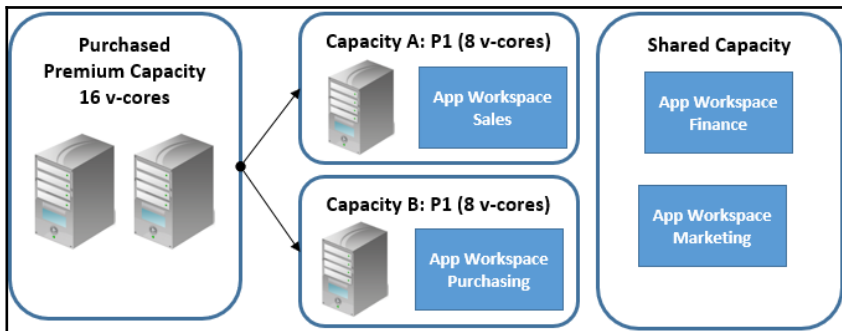 Purchased
Premium Capacity
16 v-cores
Capacity A: P1 (8 v-cores)
App Workspace
Sales
Capacity B: P1 (8 v-cores)
App Workspace
Purchasing
Shared Capacity
App Workspace
Finance
App Workspace
Marketing